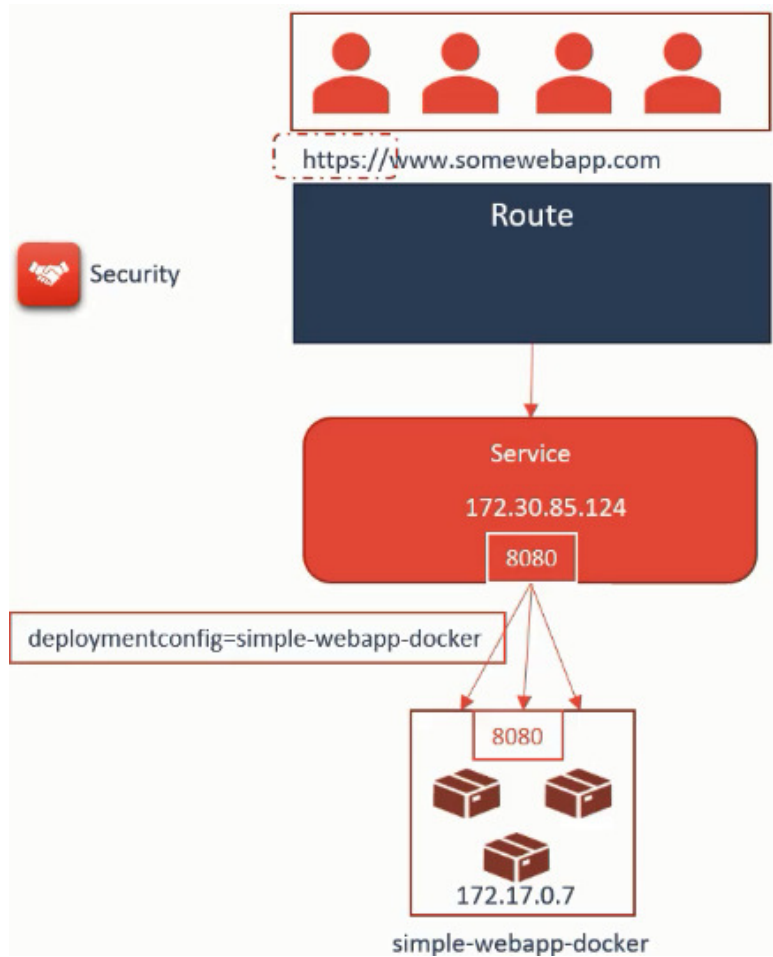 https://www.somewebapp.com
Route
Security
Service
172.30.85.124
8080
deploymentconfig=simple-webapp-docker
8080
172.17.0.7
simple-webapp-docker